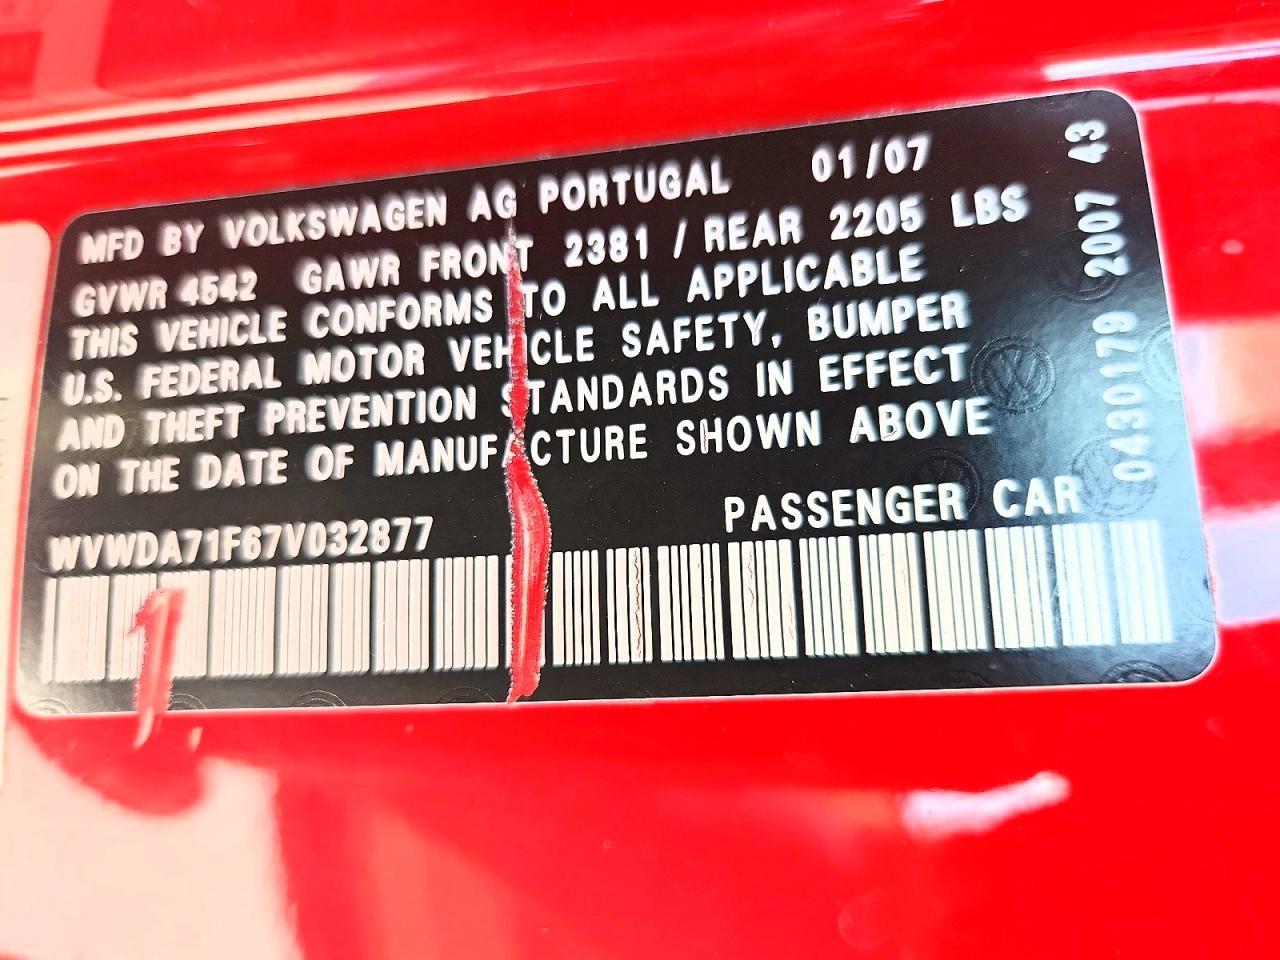 MFD BY VOLKSWAGEN AG PORTUGAL 01/07
GVWR 4542 GAWR FRONT 2381 / REAR 2205 LBS
THIS VEHICLE CONFORMS TO ALL APPLICABLE
U.S. FEDERAL MOTOR VEHICLE SAFETY, BUMPER
AND THEFT PREVENTION STANDARDS IN EFFECT
ON THE DATE OF MANUFACTURE SHOWN ABOVE
PASSENGER CAR
WVWDA71F67V032877
0430179 2007 43